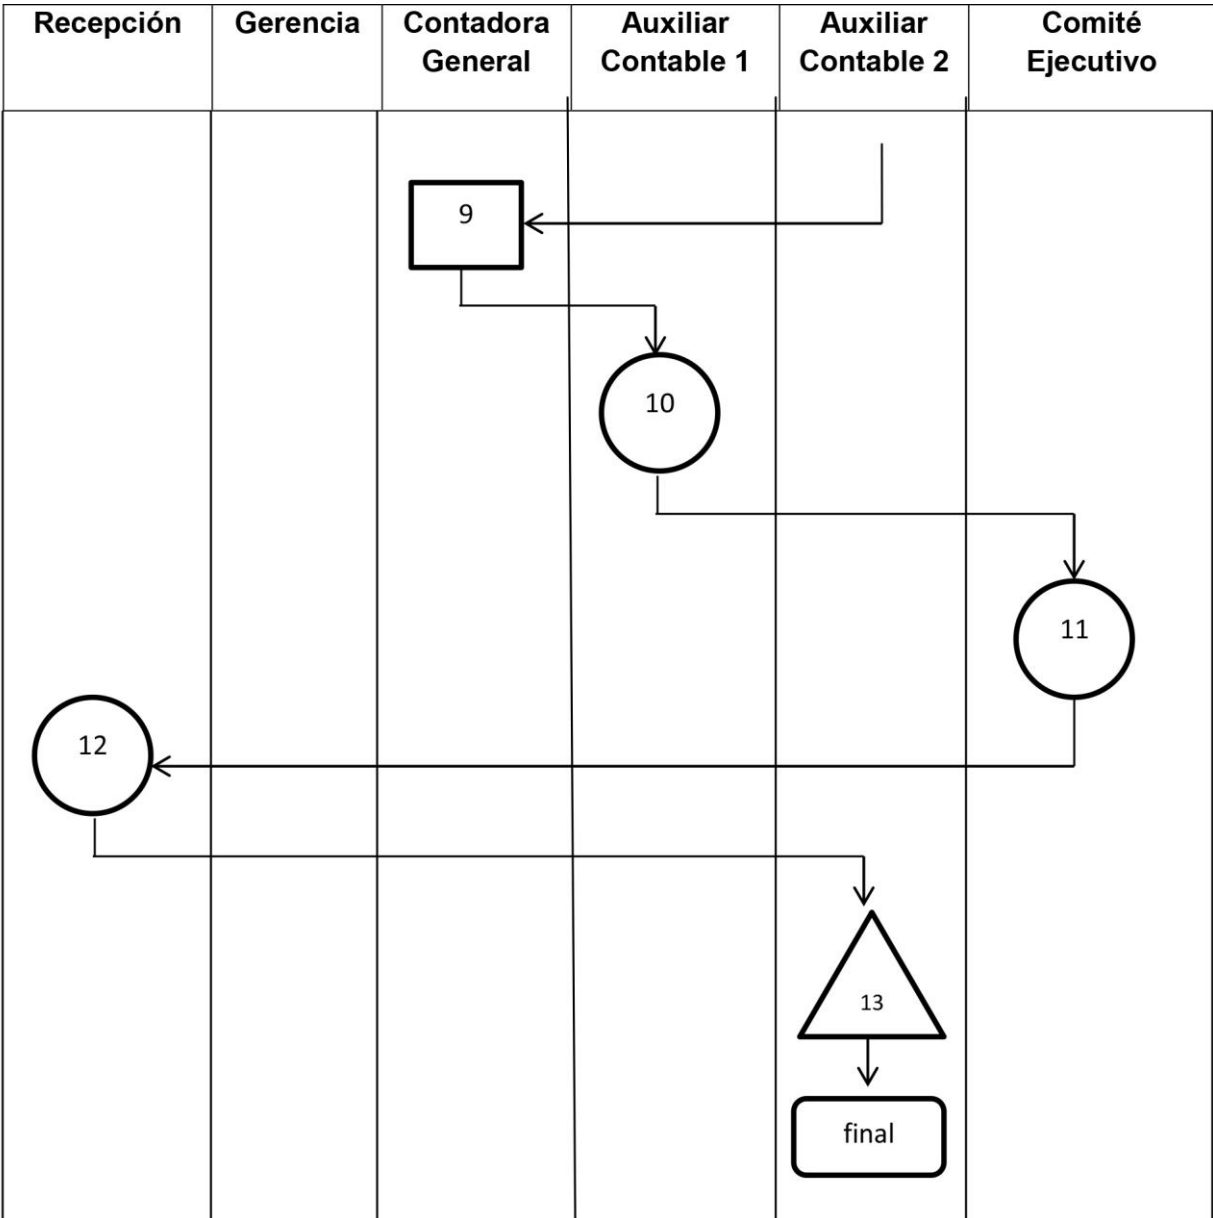 Recepción
Gerencia
Contadora
General
Auxiliar
Contable 1
Auxiliar
Contable 2
Comité
Ejecutivo
9
10
11
12
13
final